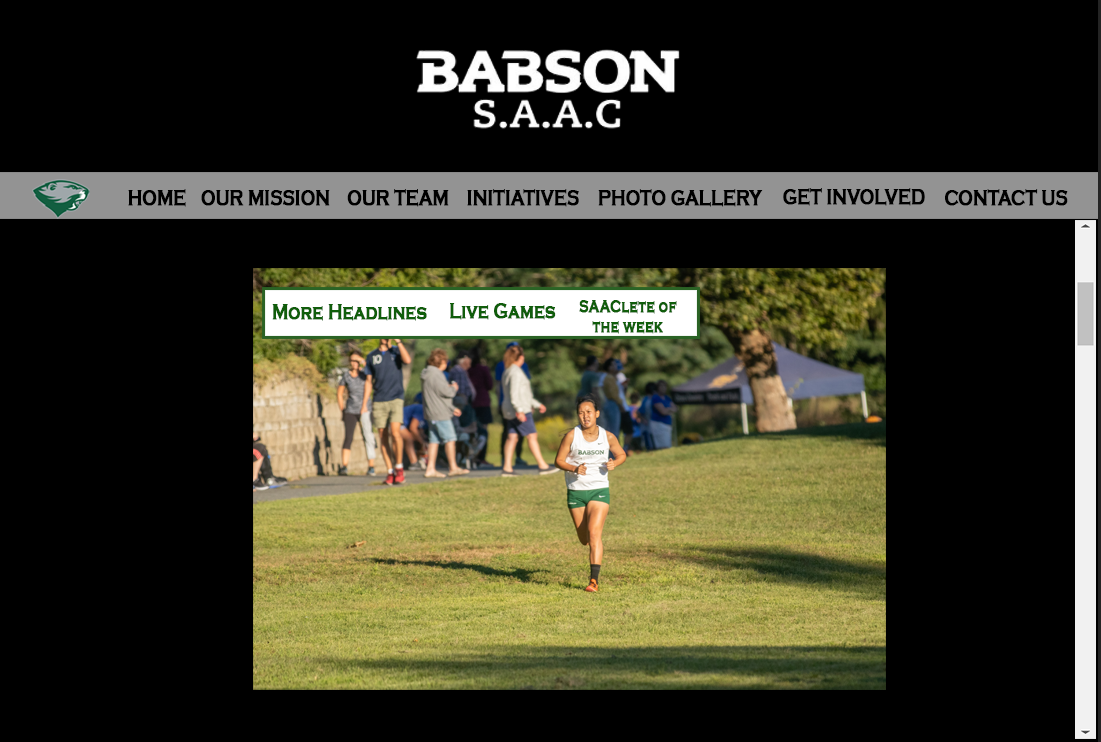 BABSON
S.A.A.C
HOME OUR MISSION OUR TEAM INITIATIVES PHOTO GALLERY GET INVOLVED CONTACT US
More Headlines Live Games SAAClete of
the week
10
BABSON